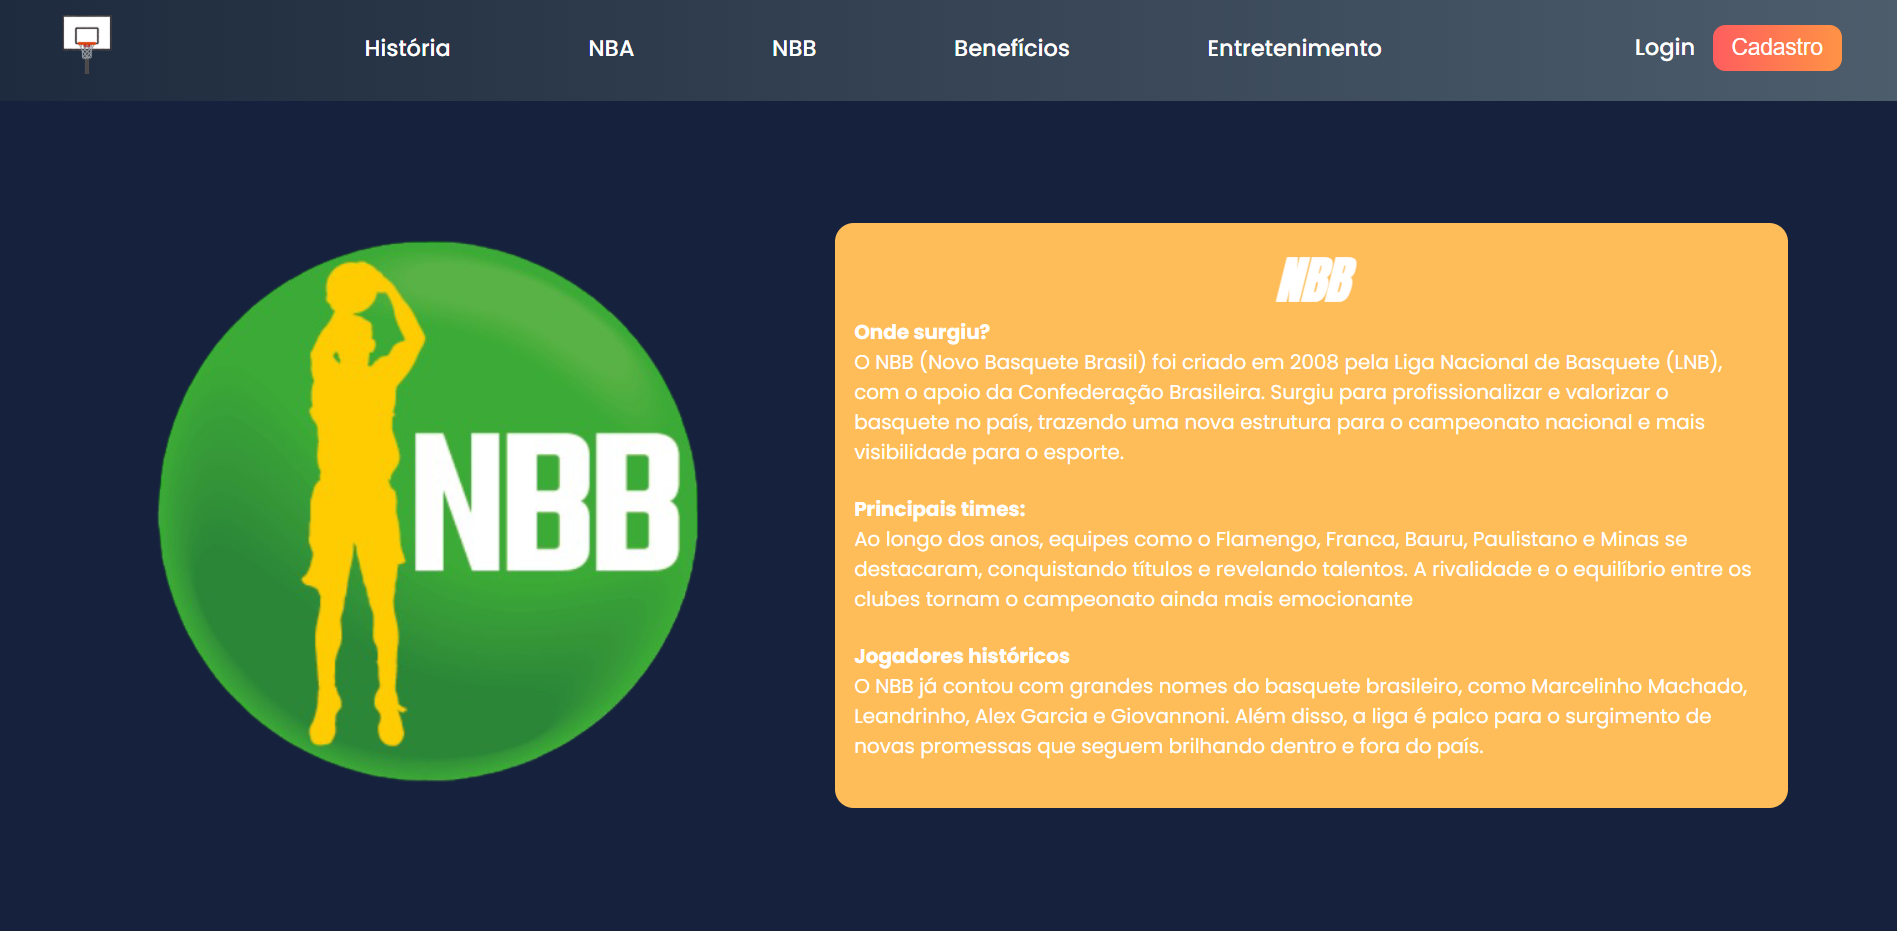 História NBA NBB Benefícios Entretenimento Login Cadastro
NBB
NBB
Onde surgiu?
O NBB (Novo Basquete Brasil) foi criado em 2008 pela Liga Nacional de Basquete (LNB),
com o apoio da Confederação Brasileira. Surgiu para profissionalizar e valorizar o
basquete no país, trazendo uma nova estrutura para o campeonato nacional e mais
visibilidade para o esporte.
Principais times:
Ao longo dos anos, equipes como o Flamengo, Franca, Bauru, Paulistano e Minas se
destacaram, conquistando títulos e revelando talentos. A rivalidade e o equilíbrio entre os
clubes tornam o campeonato ainda mais emocionante
Jogadores históricos
O NBB já contou com grandes nomes do basquete brasileiro, como Marcelinho Machado,
Leandrinho, Alex Garcia e Giovannoni. Além disso, a liga é palco para o surgimento de
novas promessas que seguem brilhando dentro e fora do país.